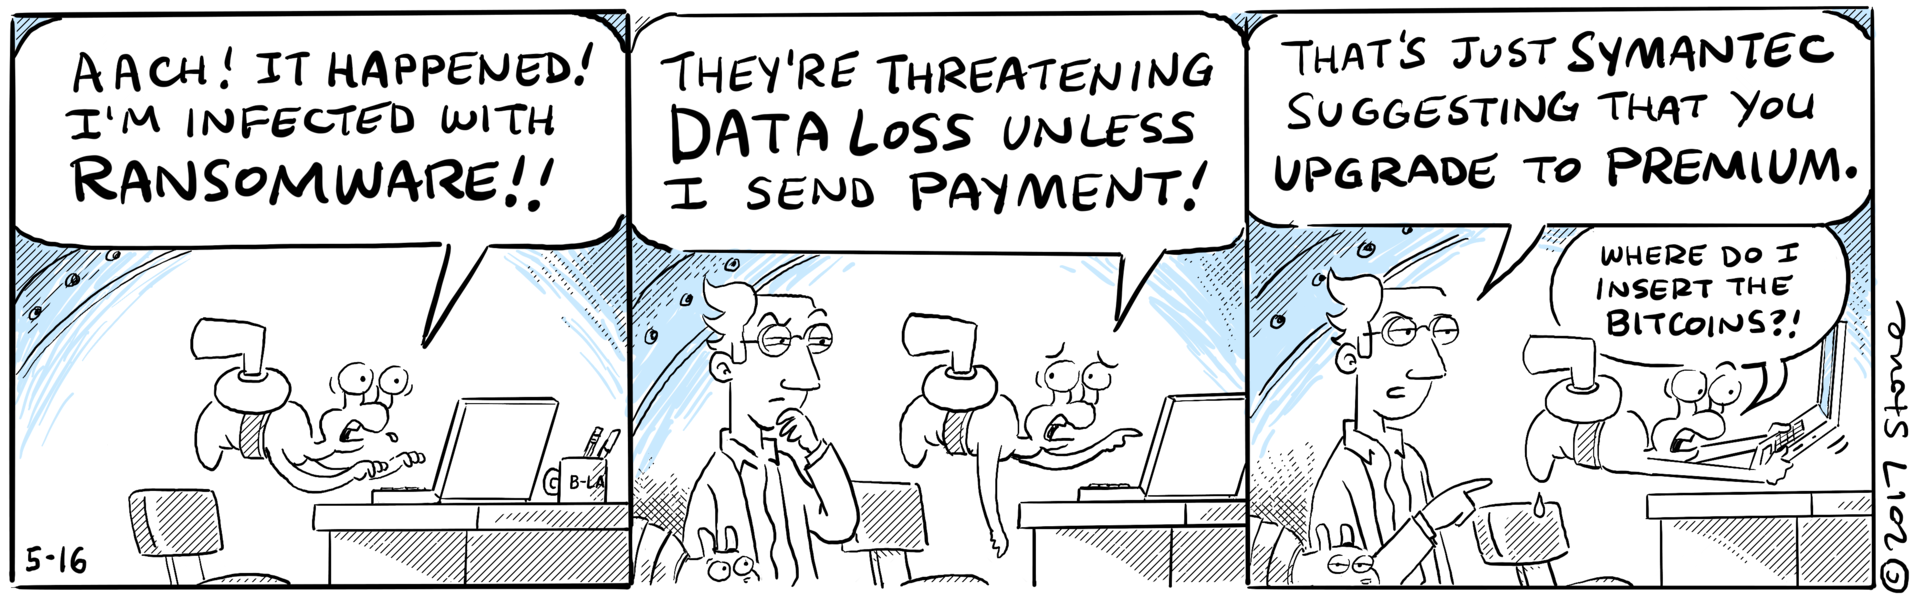 AACH! IT HAPPENED!
I'M INFECTED WITH
RANSOMWARE!!
B-LA
5-16
THEY'RE THREATENING
DATA LOSS UNLESS
I SEND PAYMENT!
THAT'S JUST SYMANTEC
SUGGESTING THAT YOU
UPGRADE TO PREMIUM.
WHERE DO I
INSERT THE
BITCOINS?!
©2017 Stone